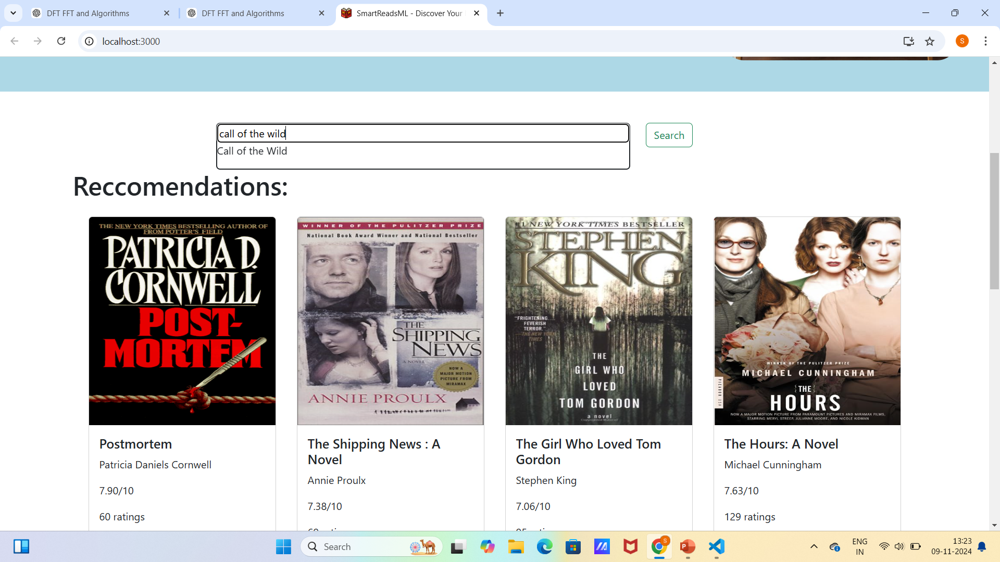 DFT FFT and Algorithms
DFT FFT and Algorithms
SmartReadsML - Discover Your
localhost:3000
S
call of the wild
Search
Call of the Wild
Reccomendations:
THE NEW YORK TIMES BESTSELLING AUTHOR OF
FROM POTTER'S FIELD
PATRICIA D.
CORNWELL
POST-
MORTEM
WINNER OF THE PULITZER PRIZE
National Book Award Winner and National Bestseller
THE
SHIPPING
NEWS
A NOVEL
NOW A
MAJOR MOTION
PICTURE FROM
MIRAMAX
ANNIE PROULX
#1 NEW YORK TIMES BESTSELLER
STEPHEN
KING
"FRIGHTENING...
FEVERISH
TERROR."
—THE NEW YORK
TIMES
THE
GIRL WHO
LOVED
TOM GORDON
a novel
Copyrighted Material
WINNER OF THE PULITZER PRIZE
MICHAEL CUNNINGHAM
{THE}
HOURS
PICADOR USA
NOW A MAJOR MOTION PICTURE FROM PARAMOUNT PICTURES AND MIRAMAX FILMS,
STARRING MERYL STREEP, JULIANNE MOORE, AND NICOLE KIDMAN
Postmortem
Patricia Daniels Cornwell
7.90/10
60 ratings
The Shipping News : A
Novel
Annie Proulx
7.38/10
The Girl Who Loved Tom
Gordon
Stephen King
7.06/10
The Hours: A Novel
Michael Cunningham
7.63/10
129 ratings
Search
S
P
ENG
IN
13:23
09-11-2024